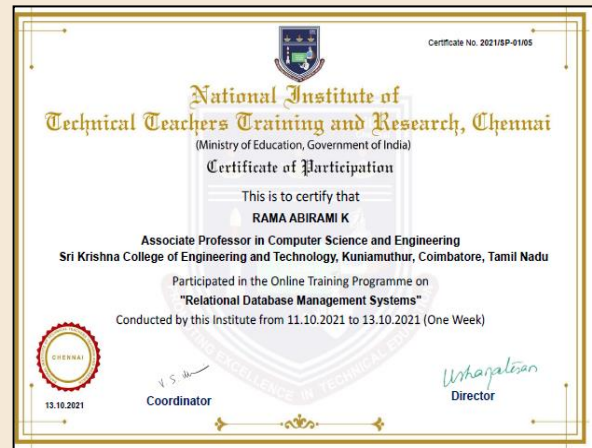 Certificate No. 2021/SP-01/05
National Institute of
Technical Teachers Training and Research, Chennai
(Ministry of Education, Government of India)
Certificate of Participation
This is to certify that
RAMA ABIRAMI K
Associate Professor in Computer Science and Engineering
Sri Krishna College of Engineering and Technology, Kuniamuthur, Coimbatore, Tamil Nadu
Participated in the Online Training Programme on
"Relational Database Management Systems"
Conducted by this Institute from 11.10.2021 to 13.10.2021 (One Week)
CHENNAI
13.10.2021
Coordinator
Director